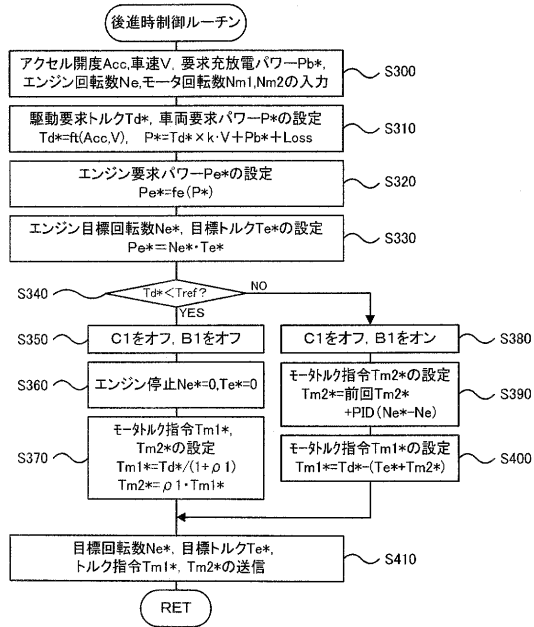 後進時制御ルーチン
アクセル開度Acc,車速V, 要求充放電パワーPb*,
エンジン回転数Ne,モータ回転数Nm1,Nm2の入力
S300
駆動要求トルクTd*, 車両要求パワーP*の設定
Td*=ft(Acc,V), P*=Td*×k·V+Pb*+Loss
S310
エンジン要求パワーPe*の設定
Pe*=fe(P*)
S320
エンジン目標回転数Ne*, 目標トルクTe*の設定
Pe*=Ne*·Te*
S330
S340
Td*<Tref?
NO
YES
S350
C1をオフ, B1をオフ
C1をオフ, B1をオン
S380
S360
エンジン停止Ne*=0,Te*=0
モータトルク指令Tm2*の設定
Tm2*=前回Tm2*
+PID(Ne*-Ne)
S390
S370
モータトルク指令Tm1*,
Tm2*の設定
Tm1*=Td*/(1+ρ1)
Tm2*=ρ1·Tm1*
モータトルク指令Tm1*の設定
Tm1*=Td*-(Te*+Tm2*)
S400
目標回転数Ne*, 目標トルクTe*,
トルク指令Tm1*, Tm2*の送信
S410
RET